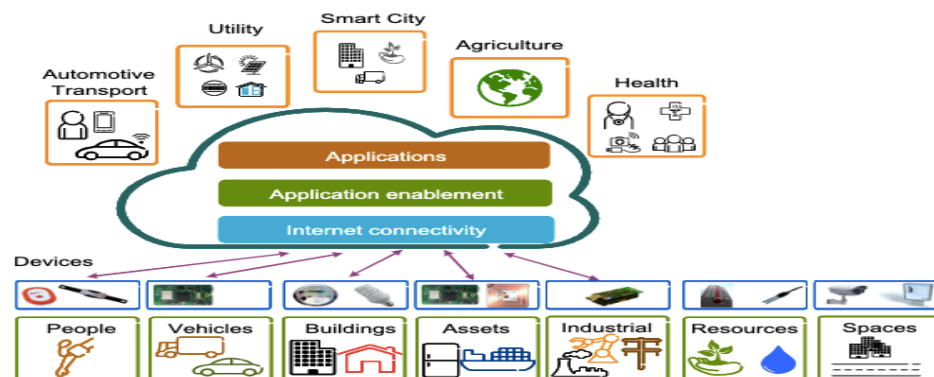 Smart City
Utility
Agriculture
Automotive
Transport
Health
Applications
Application enablement
Internet connectivity
Devices
People
Vehicles
Buildings
Assets
Industrial
Resources
Spaces